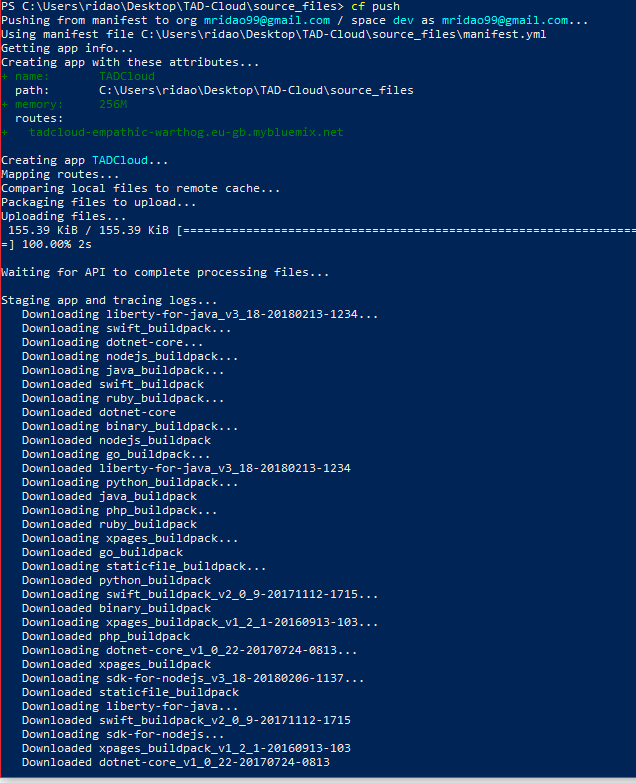 PS C:\Users\ridao\Desktop\TAD-Cloud\source_files> cf push
Pushing from manifest to org mridao99@gmail.com / space dev as mridao99@gmail.com...
Using manifest file C:\Users\ridao\Desktop\TAD-Cloud\source_files\manifest.yml
Getting app info...
Creating app with these attributes...
+ name:       TADCloud
  path:       C:\Users\ridao\Desktop\TAD-Cloud\source_files
+ memory:     256M
  routes:
+   tadcloud-empathic-warthog.eu-gb.mybluemix.net
Creating app TADCloud...
Mapping routes...
Comparing local files to remote cache...
Packaging files to upload...
Uploading files...
 155.39 KiB / 155.39 KiB [=================================================================
=] 100.00% 2s
Waiting for API to complete processing files...
Staging app and tracing logs...
   Downloading liberty-for-java_v3_18-20180213-1234...
   Downloading swift_buildpack...
   Downloading dotnet-core...
   Downloading nodejs_buildpack...
   Downloading java_buildpack...
   Downloaded swift_buildpack
   Downloading ruby_buildpack...
   Downloaded dotnet-core
   Downloading binary_buildpack...
   Downloaded nodejs_buildpack
   Downloading go_buildpack...
   Downloaded liberty-for-java_v3_18-20180213-1234
   Downloading python_buildpack...
   Downloaded java_buildpack
   Downloading php_buildpack...
   Downloaded ruby_buildpack
   Downloading xpages_buildpack...
   Downloaded go_buildpack
   Downloading staticfile_buildpack...
   Downloaded python_buildpack
   Downloading swift_buildpack_v2_0_9-20171112-1715...
   Downloaded binary_buildpack
   Downloading xpages_buildpack_v1_2_1-20160913-103...
   Downloaded php_buildpack
   Downloading dotnet-core_v1_0_22-20170724-0813...
   Downloaded xpages_buildpack
   Downloading sdk-for-nodejs_v3_18-20180206-1137...
   Downloaded staticfile_buildpack
   Downloading liberty-for-java...
   Downloaded swift_buildpack_v2_0_9-20171112-1715
   Downloading sdk-for-nodejs...
   Downloaded xpages_buildpack_v1_2_1-20160913-103
   Downloaded dotnet-core_v1_0_22-20170724-0813